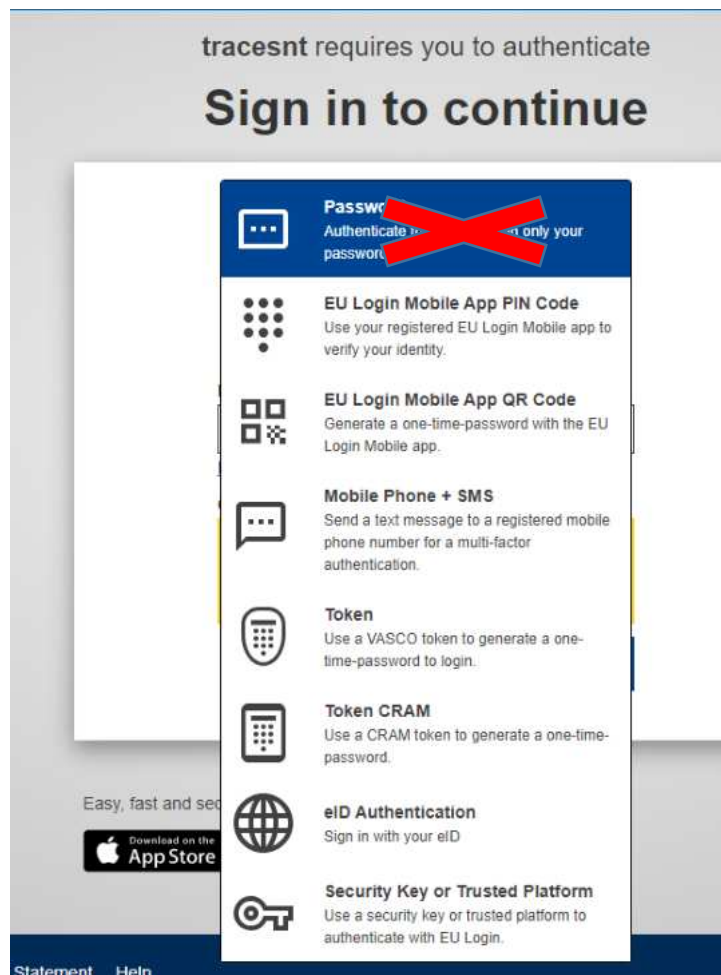 tracesnt requires you to authenticate
Sign in to continue
Authenticate only your
password
EU Login Mobile App PIN Code
Use your registered EU Login Mobile app to
verify your identity.
EU Login Mobile App QR Code
Generate a one-time-password with the EU
Login Mobile app.
Mobile Phone + SMS
Send a text message to a registered mobile
phone number for a multi-factor
authentication.
Token
Use a VASCO token to generate a one-
time-password to login.
Token CRAM
Use a CRAM token to generate a one-time-
password.
eID Authentication
Sign in with your eID
Easy, fast and
Download on the
App Store
Security Key or Trusted Platform
Use a security key or trusted platform to
authenticate with EU Login.
Statement Help